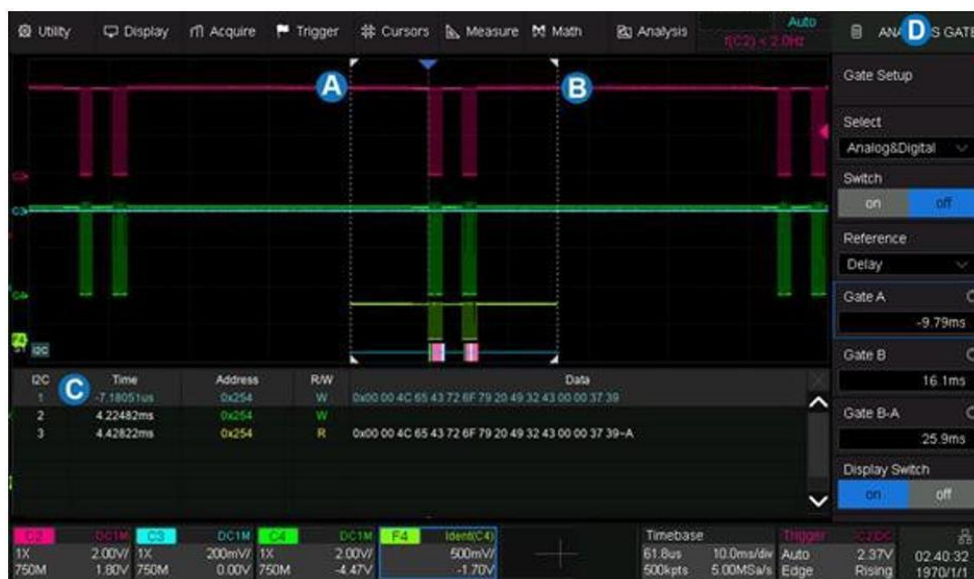 Utility Display Acquire Trigger Cursors Measure Math Analysis
Auto
f(C2) < 2.0Hz
D
Gate Setup
Select
Analog&Digital
Switch
on off
Reference
Delay
Gate A
-9.79ms
Gate B
16.1ms
Gate B-A
25.9ms
Display Switch
on off
A
B
C3
C4
F4
I2C
C
I2C Time Address R/W Data
1 -7.18051us 0x254 W 0x00 00 4C 65 43 72 6F 79 20 49 32 43 00 00 37 39
2 4.22482ms 0x254 W
3 4.42822ms 0x254 R 0x00 00 4C 65 43 72 6F 79 20 49 32 43 00 00 37 39~A
C2 DC1M C3 DC1M C4 DC1M F4 Ident(C4) Timebase Trigger C2 DC
1X 2.00V/ 1X 200mV/ 1X 2.00V/ 500mV/ 61.8us 10.0ms/div Auto 2.37V 02:40:32
750M 1.80V 750M 0.00V 750M -4.47V -1.70V 500kpts 5.00MSa/s Edge Rising 1970/1/1